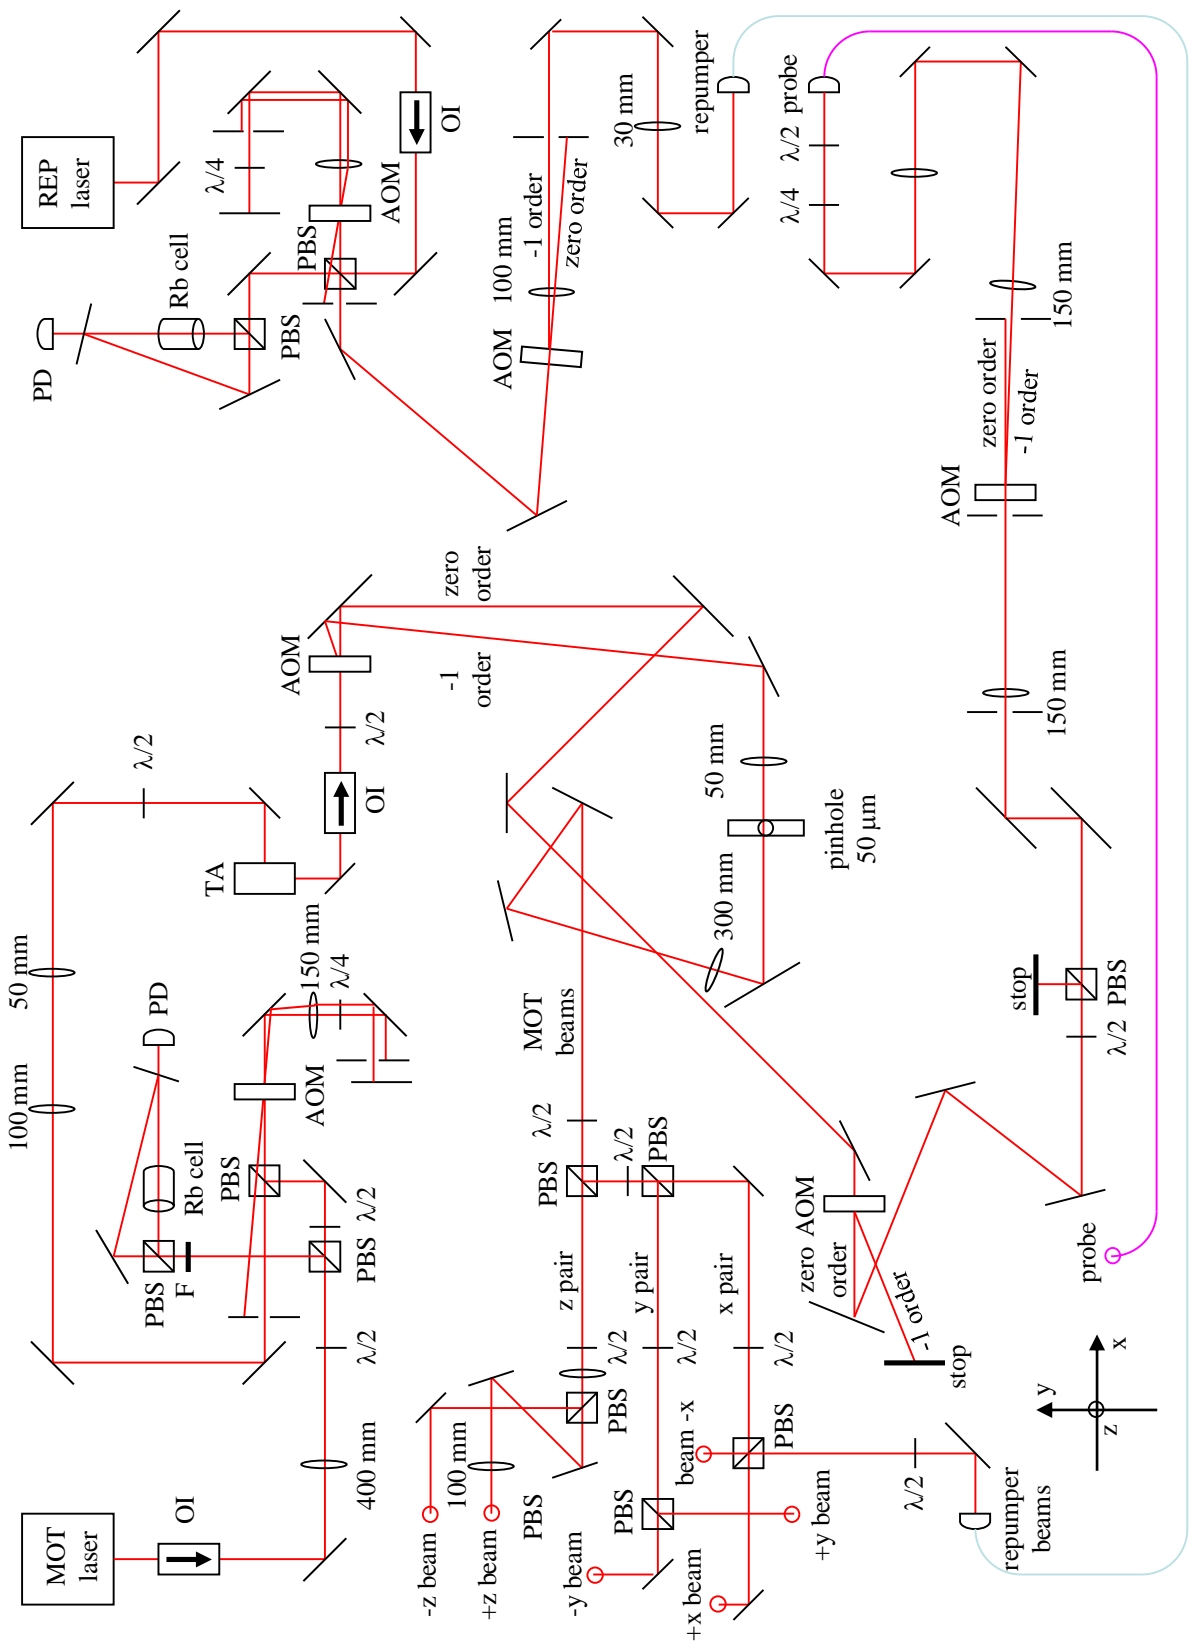 MOT
laser
OI
400 mm
λ/2
PBS
λ/2
PBS
F
PBS
Rb cell
PD
AOM
150 mm
λ/4
100 mm
50 mm
TA
λ/2
OI
λ/2
AOM
zero
order
-1
order
PD
Rb cell
PBS
PBS
REP
laser
λ/4
AOM
OI
AOM
100 mm
-1 order
zero order
30 mm
repumper
probe
λ/2
λ/4
-z beam
+z beam
100 mm
PBS
PBS
λ/2
z pair
PBS
λ/2
MOT
beams
-y beam
PBS
λ/2
y pair
λ/2
PBS
+x beam
beam -x
PBS
λ/2
x pair
+y beam
300 mm
pinhole
50 μm
50 mm
zero
order
AOM
-1 order
stop
λ/2
repumper
beams
probe
y
x
z
stop
PBS
λ/2
150 mm
AOM
zero order
-1 order
150 mm